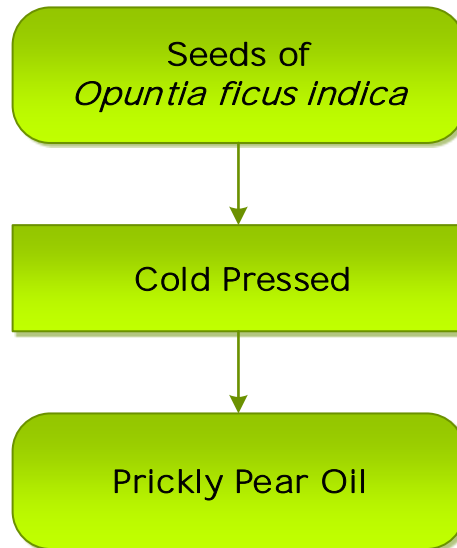 Seeds of
Opuntia ficus indica
Cold Pressed
Prickly Pear Oil